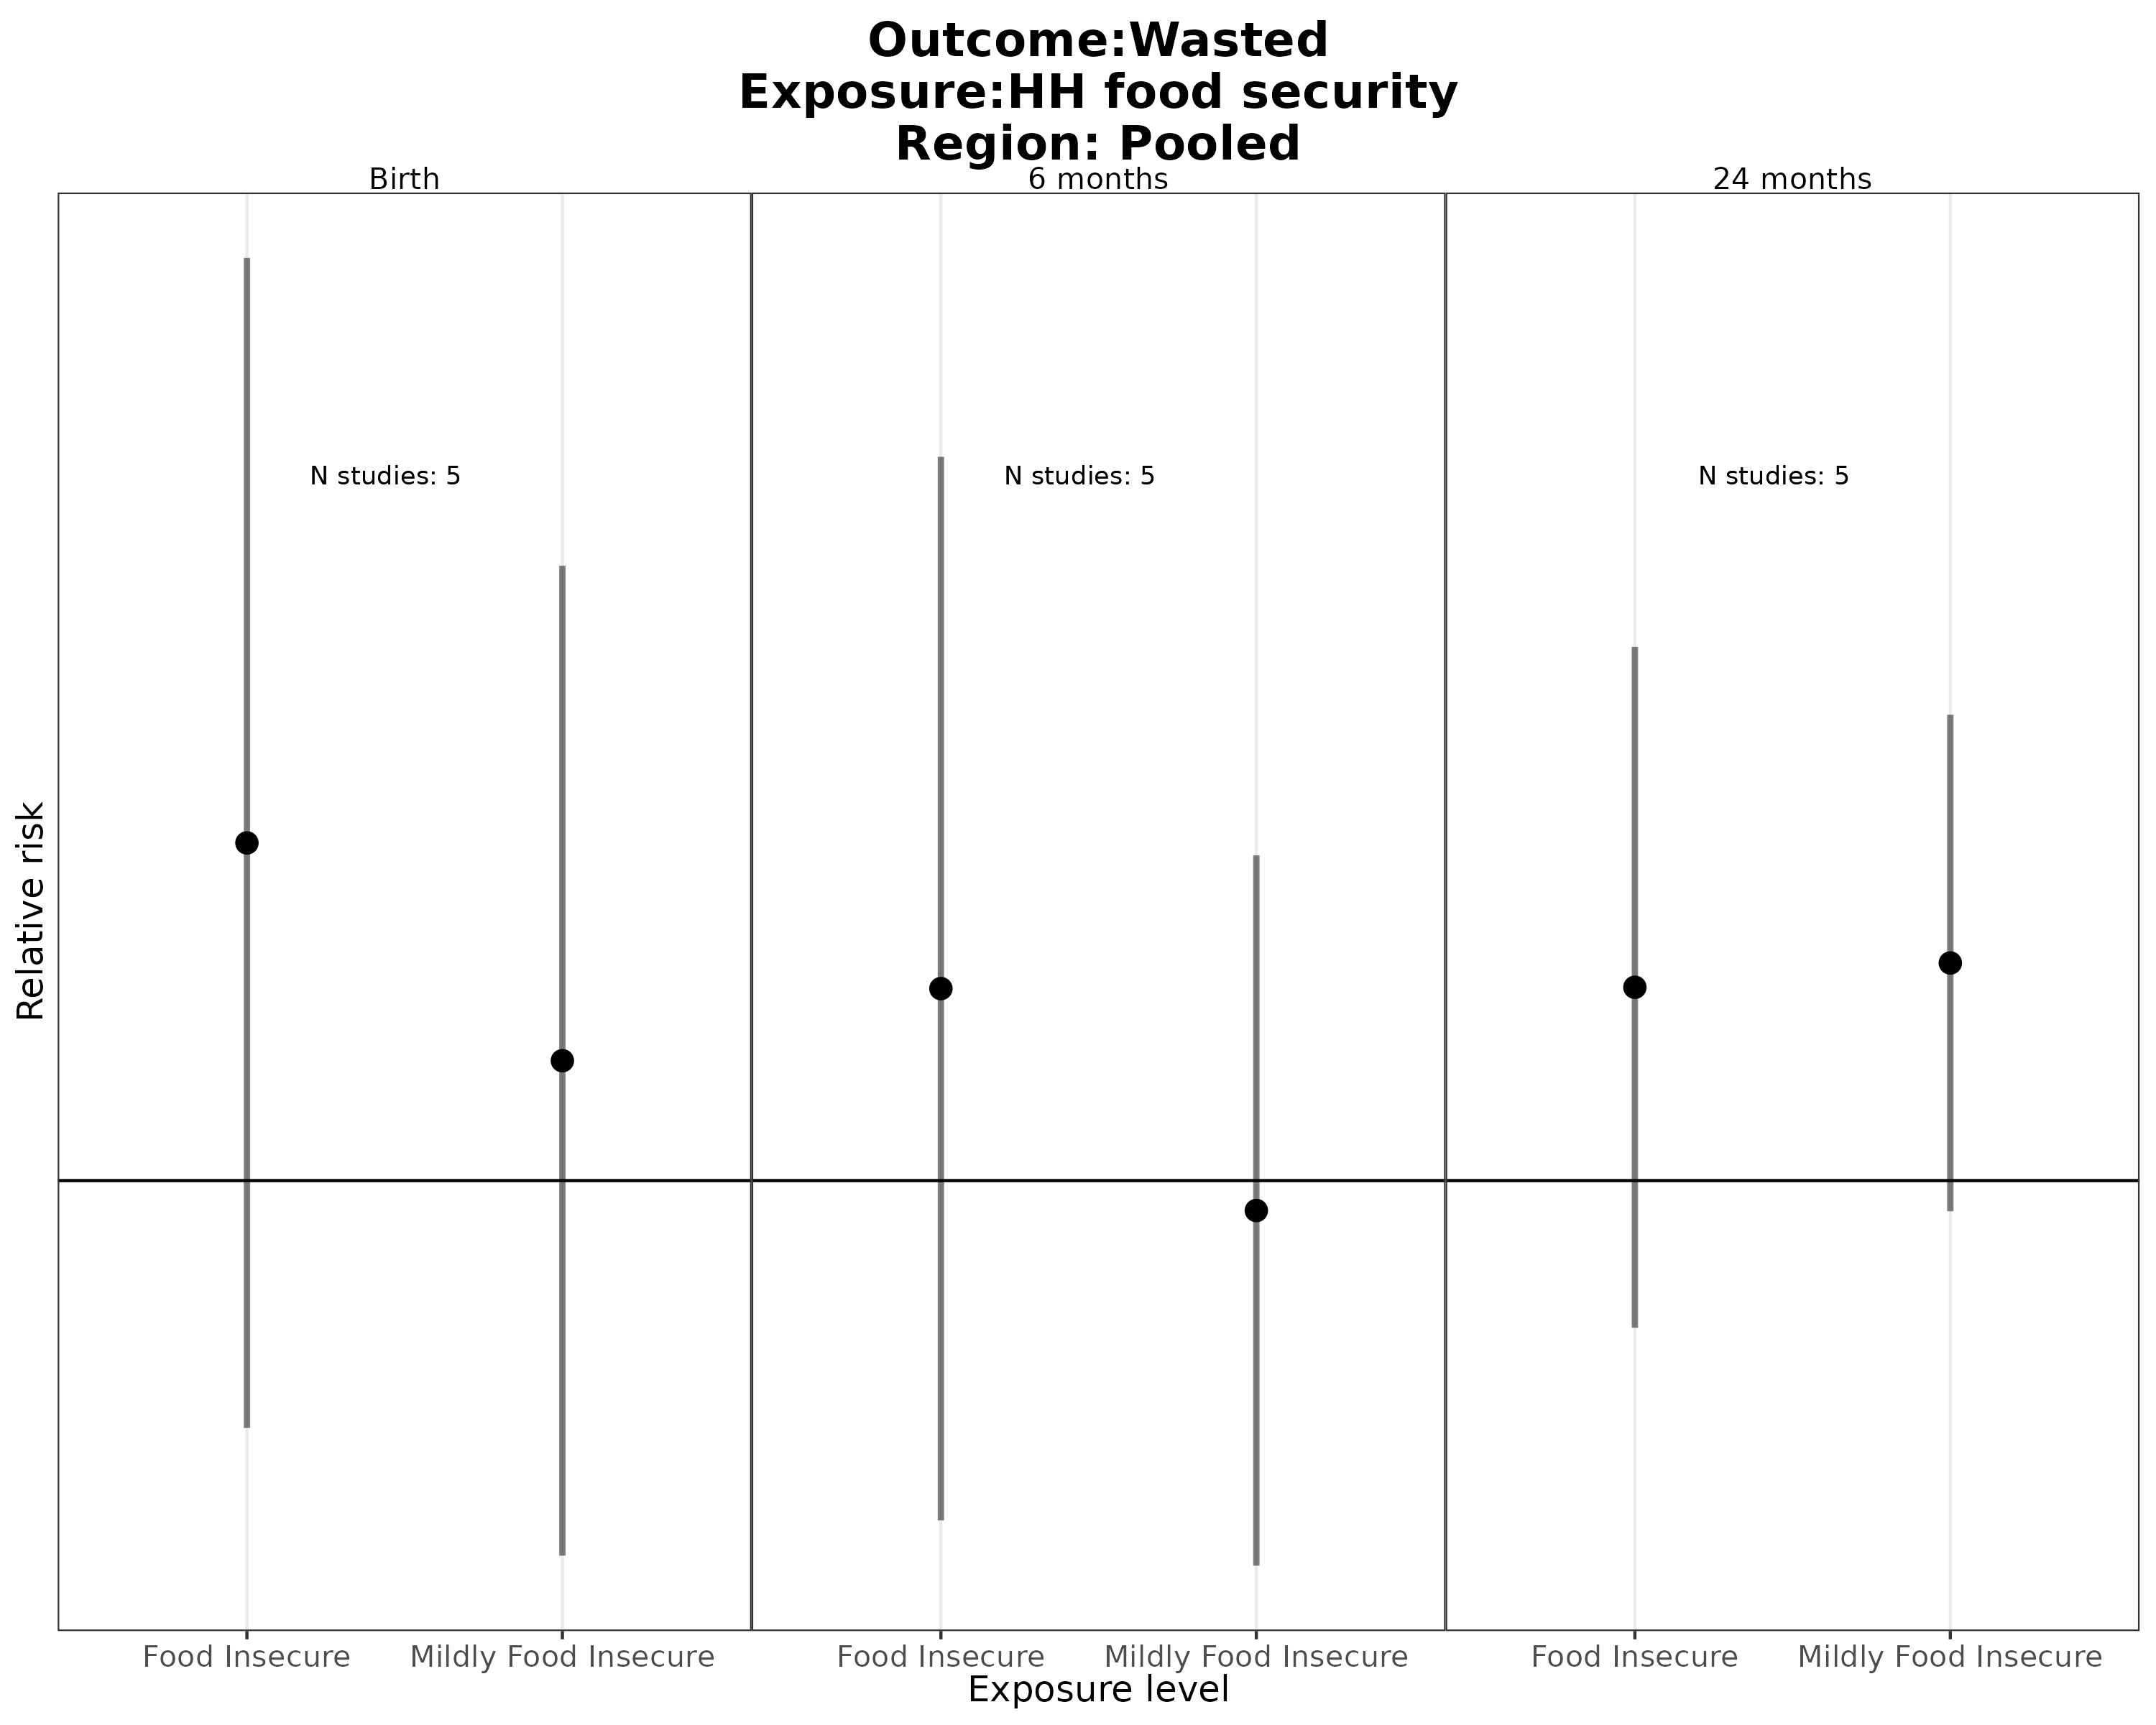 Outcome:Wasted
Exposure:HH food security
Region: Pooled
Birth
6 months
24 months
N studies: 5
N studies: 5
N studies: 5
Relative risk
Food Insecure
Mildly Food Insecure
Food Insecure
Mildly Food Insecure
Food Insecure
Mildly Food Insecure
Exposure level